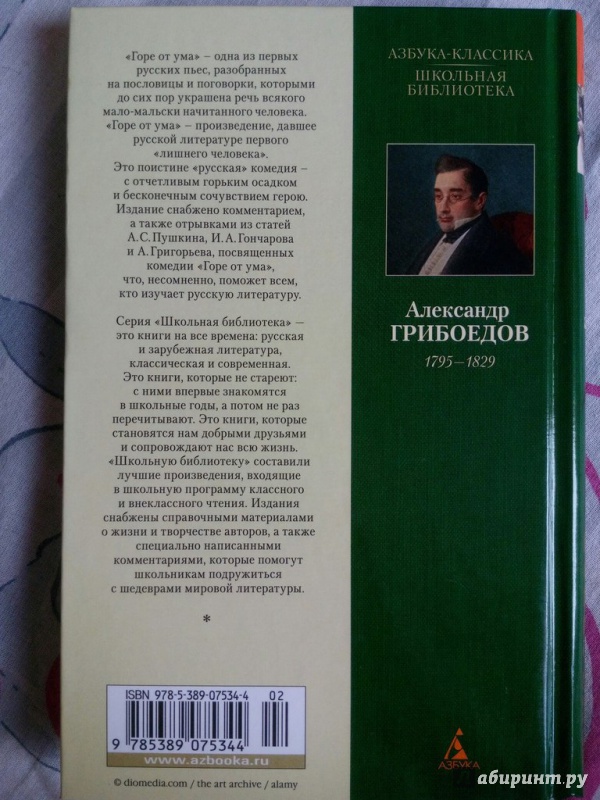 «Горе от ума» – одна из первых
русских пьес, разобранных
на пословицы и поговорки, которыми
до сих пор украшена речь всякого
мало-мальски начитанного человека.
«Горе от ума» – произведение, давшее
русской литературе первого
«лишнего человека».
Это поистине «русская» комедия –
с отчетливым горьким осадком
и бесконечным сочувствием герою.
Издание снабжено комментарием,
а также отрывками из статей
А.С.Пушкина, И.А.Гончарова
и А.Григорьева, посвященных
комедии «Горе от ума»,
что, несомненно, поможет всем,
кто изучает русскую литературу.
Серия «Школьная библиотека» —
это книги на все времена: русская
и зарубежная литература,
классическая и современная.
Это книги, которые не стареют:
с ними впервые знакомятся
в школьные годы, а потом не раз
перечитывают. Это книги, которые
становятся нам добрыми друзьями
и сопровождают нас всю жизнь.
«Школьную библиотеку» составили
лучшие произведения, входящие
в школьную программу классного
и внеклассного чтения. Издания
снабжены справочными материалами
о жизни и творчестве авторов, а также
специально написанными
комментариями, которые помогут
школьникам подружиться
с шедеврами мировой литературы.
*
ISBN 978-5-389-07534-4 02
9 785389 075344
www.azbooka.ru
© diomedia.com / the art archive / alamy
АЗБУКА-КЛАССИКА
ШКОЛЬНАЯ
БИБЛИОТЕКА
Александр
ГРИБОЕДОВ
1795—1829
АЗБУКА
абиринт.ру